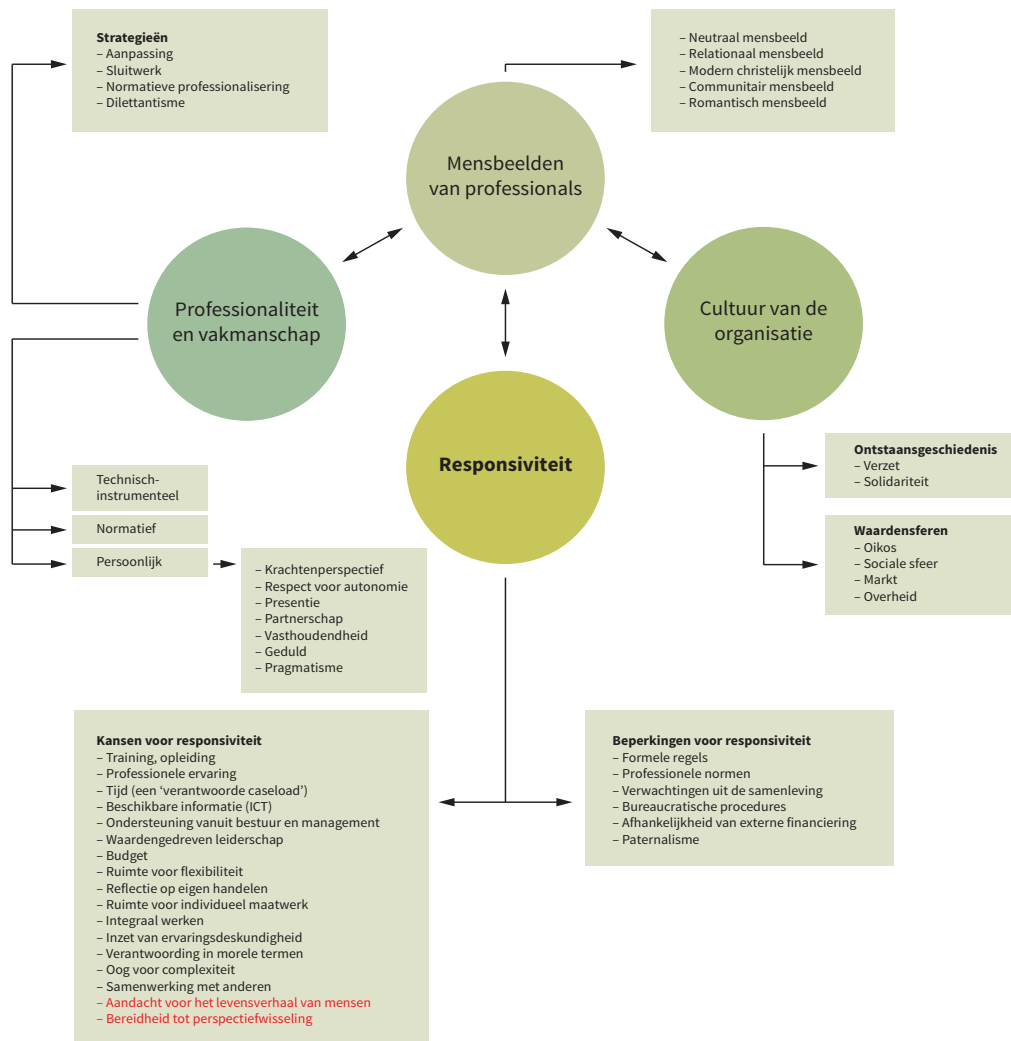 Strategieën
– Aanpassing
– Sluitwerk
– Normatieve professionalisering
– Dilettantisme
– Neutraal mensbeeld
– Relationaal mensbeeld
– Modern christelijk mensbeeld
– Communitair mensbeeld
– Romantisch mensbeeld
Mensbeelden
van professionals
Professionaliteit
en vakmanschap
Cultuur van de
organisatie
Responsiviteit
Ontstaansgeschiedenis
– Verzet
– Solidariteit
Waardensferen
– Oikos
– Sociale sfeer
– Markt
– Overheid
Technisch-
instrumenteel
Normatief
Persoonlijk
– Krachtenperspectief
– Respect voor autonomie
– Presentie
– Partnerschap
– Vasthoudendheid
– Geduld
– Pragmatisme
Kansen voor responsiviteit
– Training, opleiding
– Professionele ervaring
– Tijd (een ‘verantwoorde caseload’)
– Beschikbare informatie (ICT)
– Ondersteuning vanuit bestuur en management
– Waardengedreven leiderschap
– Budget
– Ruimte voor flexibiliteit
– Reflectie op eigen handelen
– Ruimte voor individueel maatwerk
– Integraal werken
– Inzet van ervaringsdeskundigheid
– Verantwoording in morele termen
– Oog voor complexiteit
– Samenwerking met anderen
– Aandacht voor het levensverhaal van mensen
– Bereidheid tot perspectiefwisseling
Beperkingen voor responsiviteit
– Formele regels
– Professionele normen
– Verwachtingen uit de samenleving
– Bureaucratische procedures
– Afhankelijkheid van externe financiering
– Paternalisme